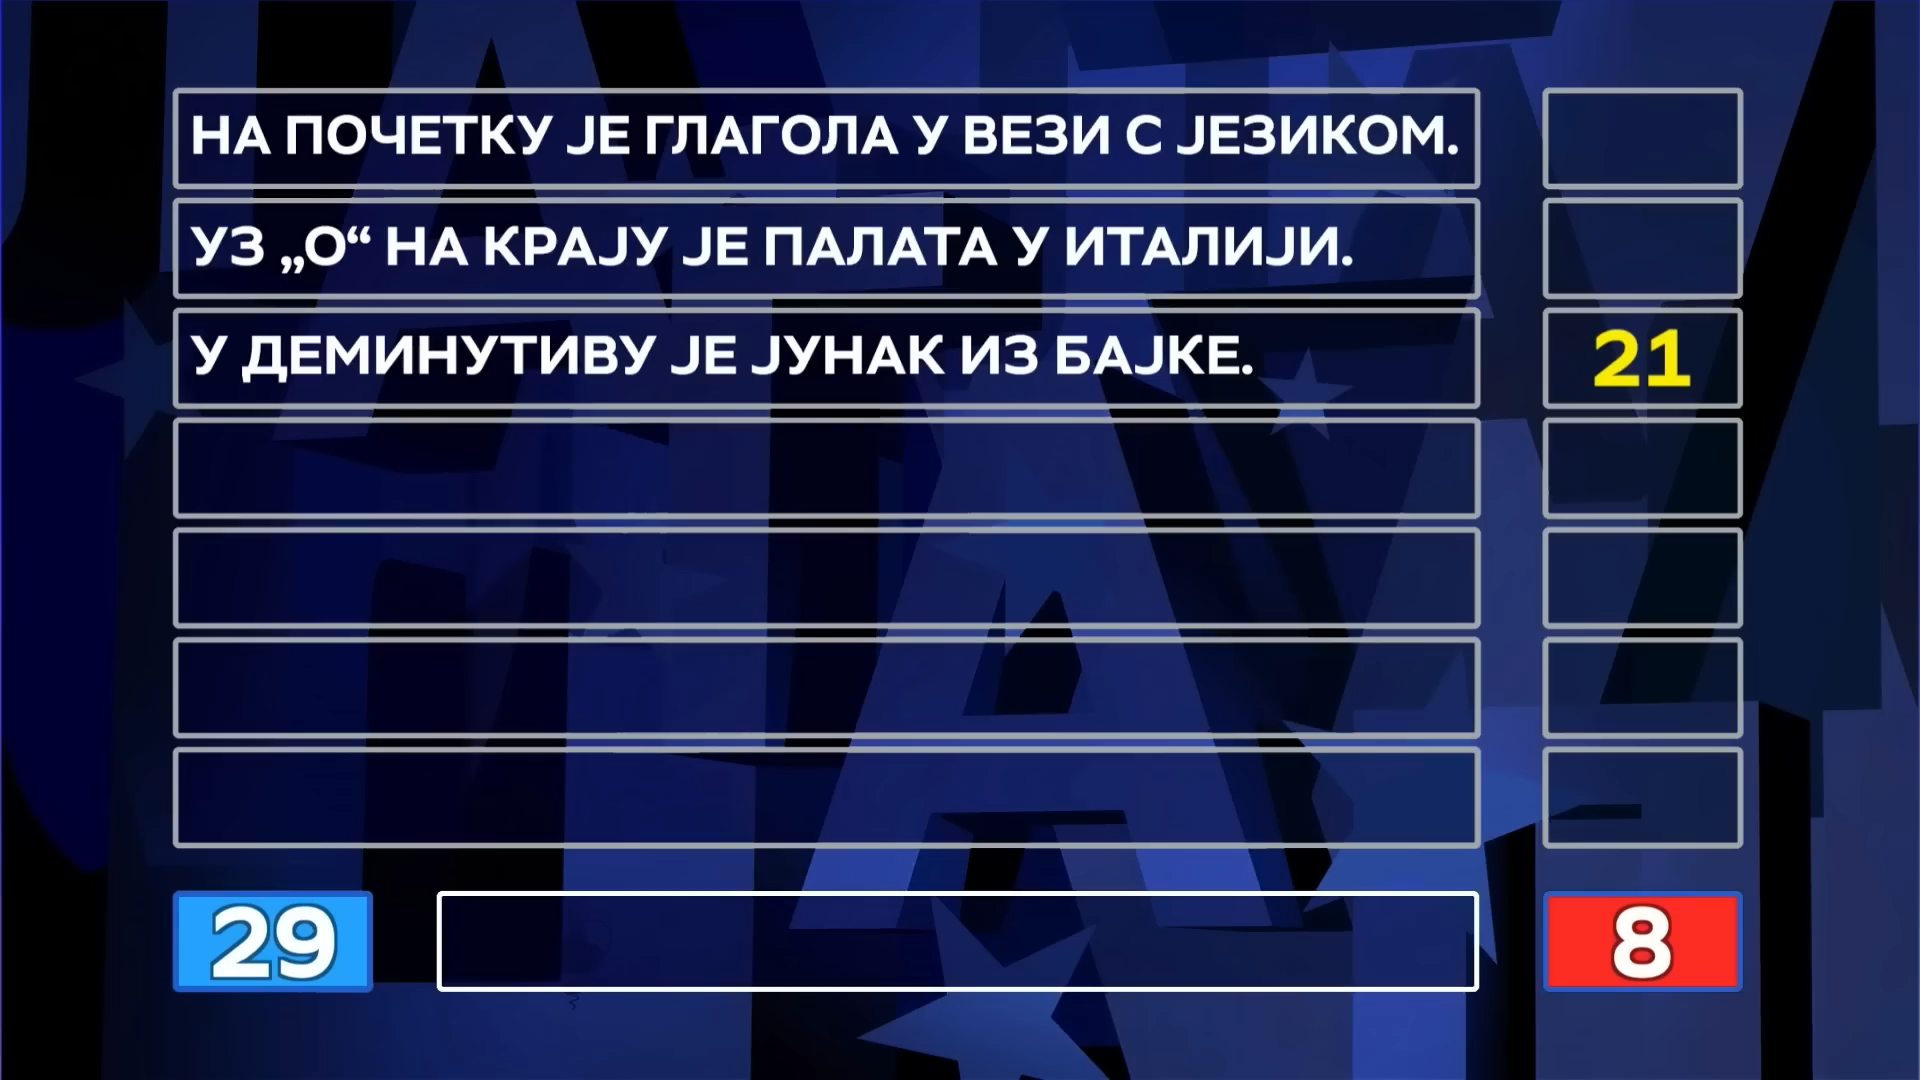 НА ПОЧЕТКУ ЈЕ ГЛАГОЛА У ВЕЗИ С ЈЕЗИКОМ.
УЗ „О“ НА КРАЈУ ЈЕ ПАЛАТА У ИТАЛИЈИ.
У ДЕМИНУТИВУ ЈЕ ЈУНАК ИЗ БАЈКЕ. 21
29 8